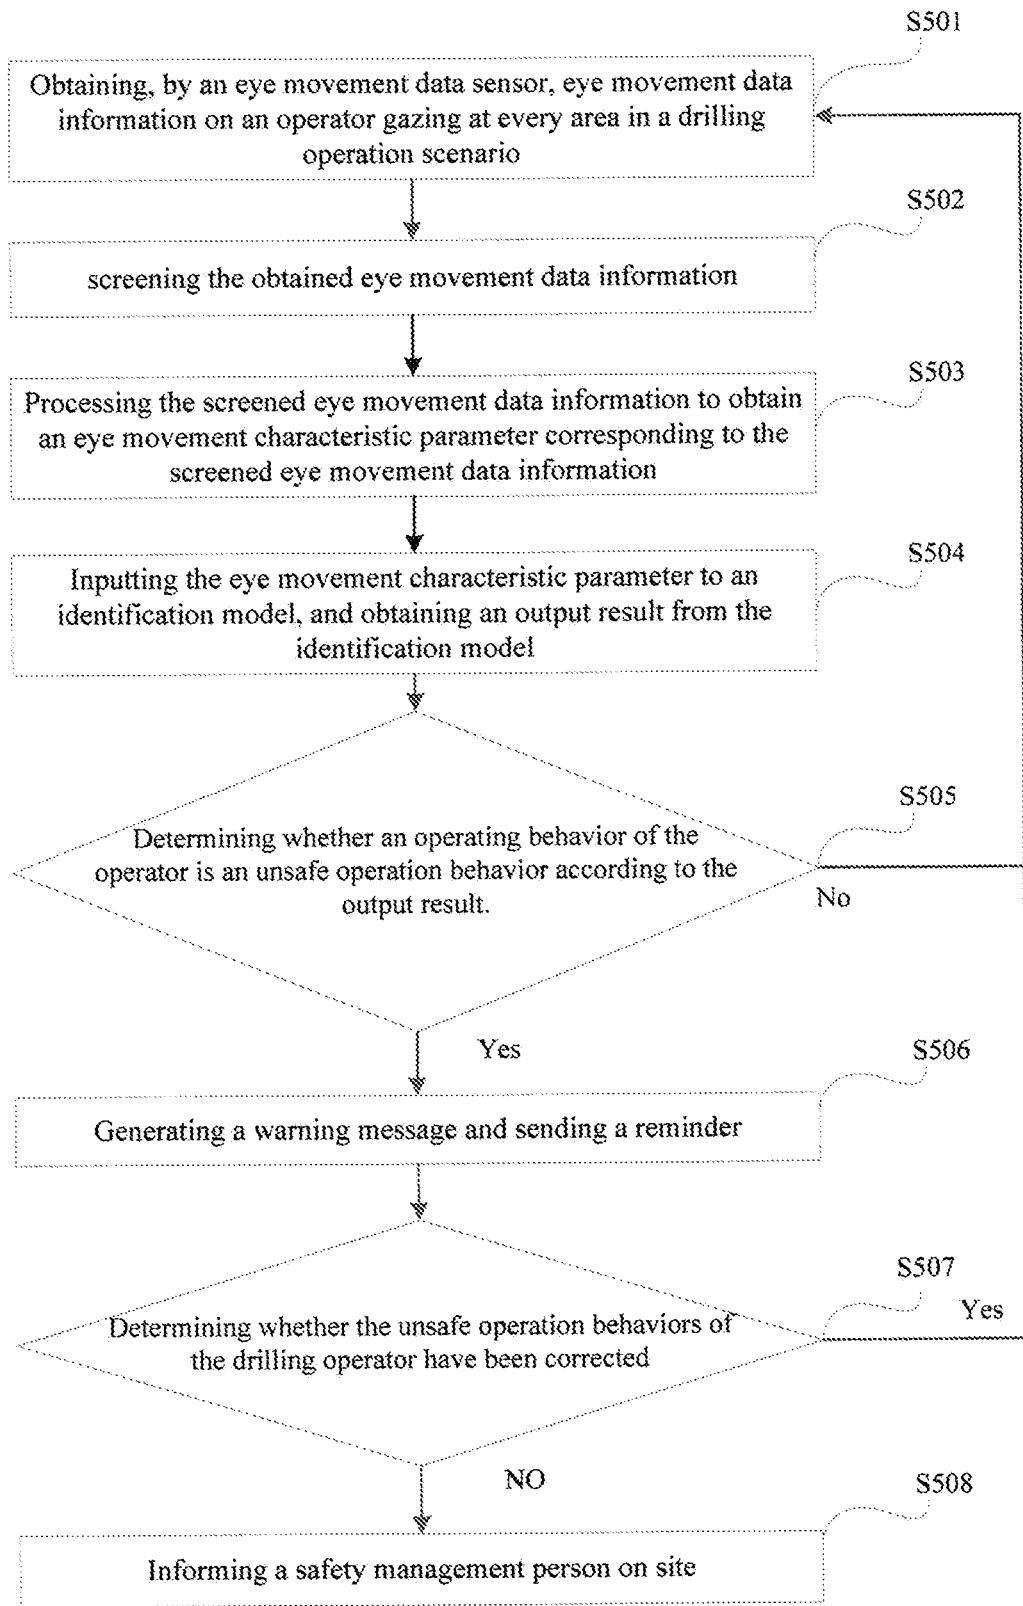 S501
Obtaining, by an eye movement data sensor, eye movement data
information on an operator gazing at every area in a drilling
operation scenario
S502
screening the obtained eye movement data information
S503
Processing the screened eye movement data information to obtain
an eye movement characteristic parameter corresponding to the
screened eye movement data information
S504
Inputting the eye movement characteristic parameter to an
identification model, and obtaining an output result from the
identification model
S505
Determining whether an operating behavior of the
operator is an unsafe operation behavior according to the
output result.
No
Yes
S506
Generating a warning message and sending a reminder
S507
Yes
Determining whether the unsafe operation behaviors of
the drilling operator have been corrected
NO
S508
Informing a safety management person on site